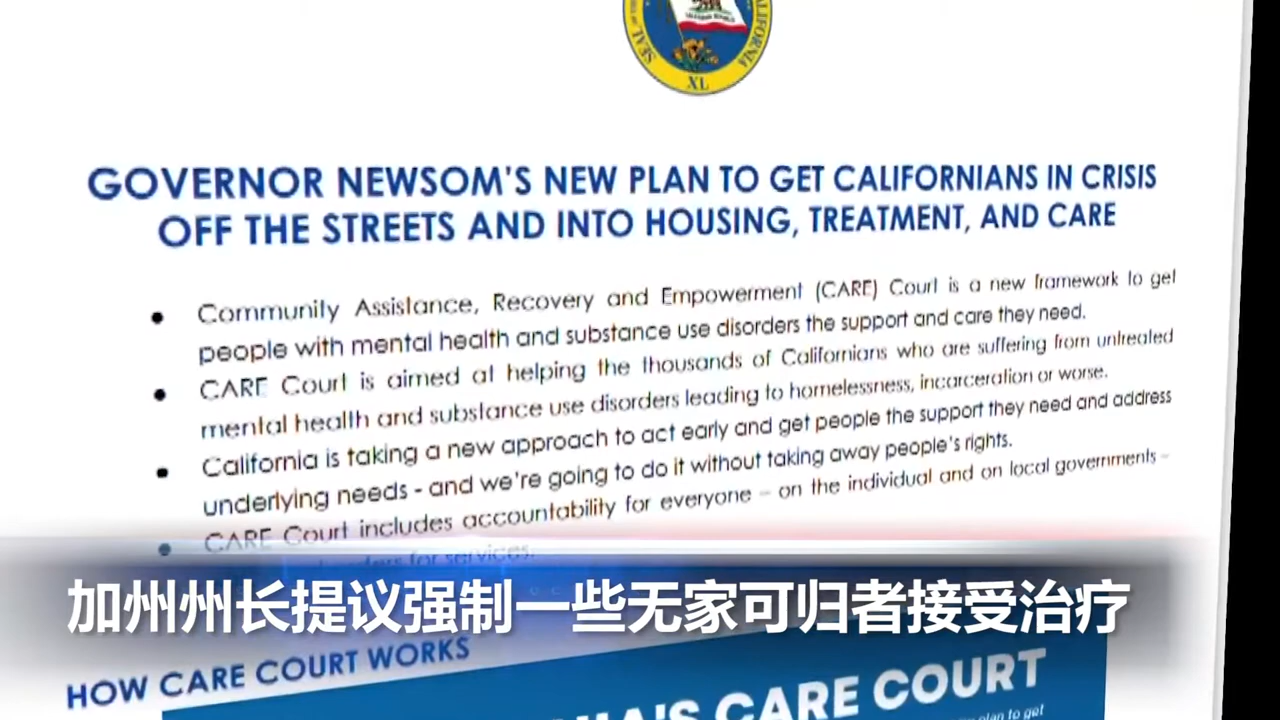 SEAL
CALIFORNIA
XL
GOVERNOR NEWSOM'S NEW PLAN TO GET CALIFORNIANS IN CRISIS
OFF THE STREETS AND INTO HOUSING, TREATMENT, AND CARE
• Community Assistance, Recovery and Empowerment (CARE) Court is a new framework to get
people with mental health and substance use disorders the support and care they need.
• CARE Court is aimed at helping the thousands of Californians who are suffering from untreated
mental health and substance use disorders leading to homelessness, incarceration or worse.
• California is taking a new approach to act early and get people the support they need and address
underlying needs - and we're going to do it without taking away people's rights.
• CARE Court includes accountability for everyone – on the individual and on local governments –
for services.
加州州长提议强制一些无家可归者接受治疗
HOW CARE COURT WORKS
CARE COURT
plan to get